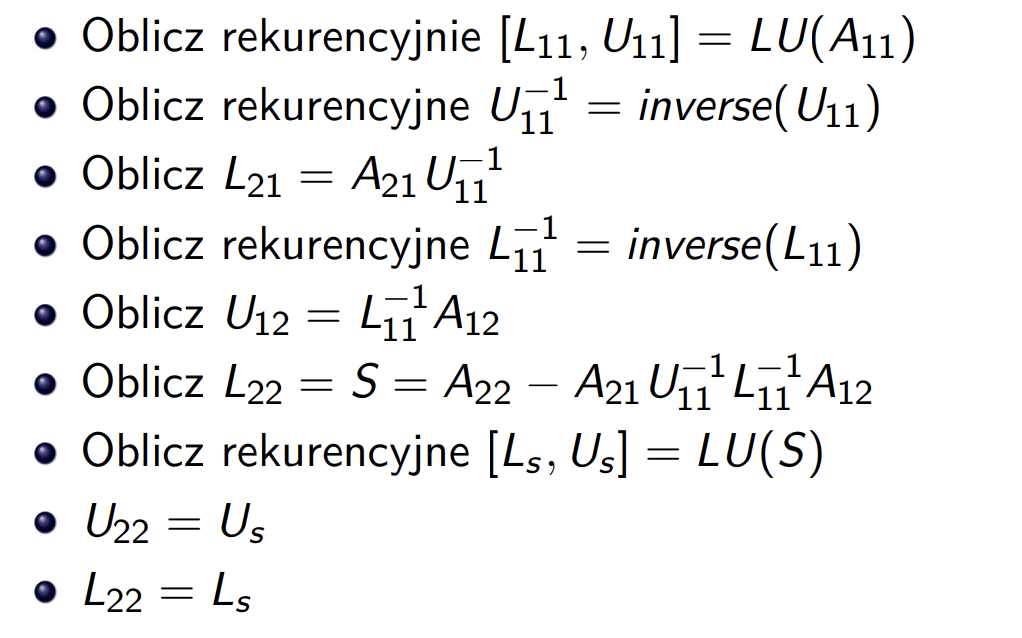 Oblicz rekurencyjnie [L₁₁, U₁₁] = LU(A₁₁)
Oblicz rekurencyjne U₁₁⁻¹ = inverse(U₁₁)
Oblicz L₂₁ = A₂₁U₁₁⁻¹
Oblicz rekurencyjne L₁₁⁻¹ = inverse(L₁₁)
Oblicz U₁₂ = L₁₁⁻¹A₁₂
Oblicz L₂₂ = S = A₂₂ − A₂₁U₁₁⁻¹L₁₁⁻¹A₁₂
Oblicz rekurencyjne [Lₛ, Uₛ] = LU(S)
U₂₂ = Uₛ
L₂₂ = Lₛ